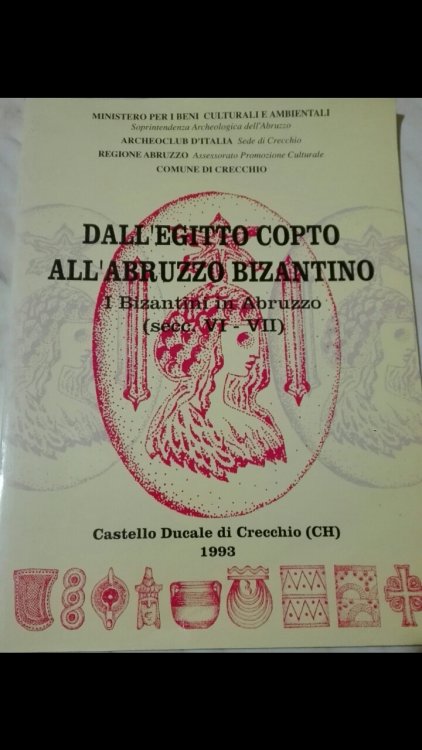 MINISTERO PER I BENI CULTURALI E AMBIENTALI
Soprintendenza Archeologica dell'Abruzzo
ARCHEOCLUB D'ITALIA Sede di Crecchio
REGIONE ABRUZZO Assessorato Promozione Culturale
COMUNE DI CRECCHIO
DALL'EGITTO COPTO
ALL'ABRUZZO BIZANTINO
I Bizantini in Abruzzo
(secc. VI - VII)
Castello Ducale di Crecchio (CH)
1993